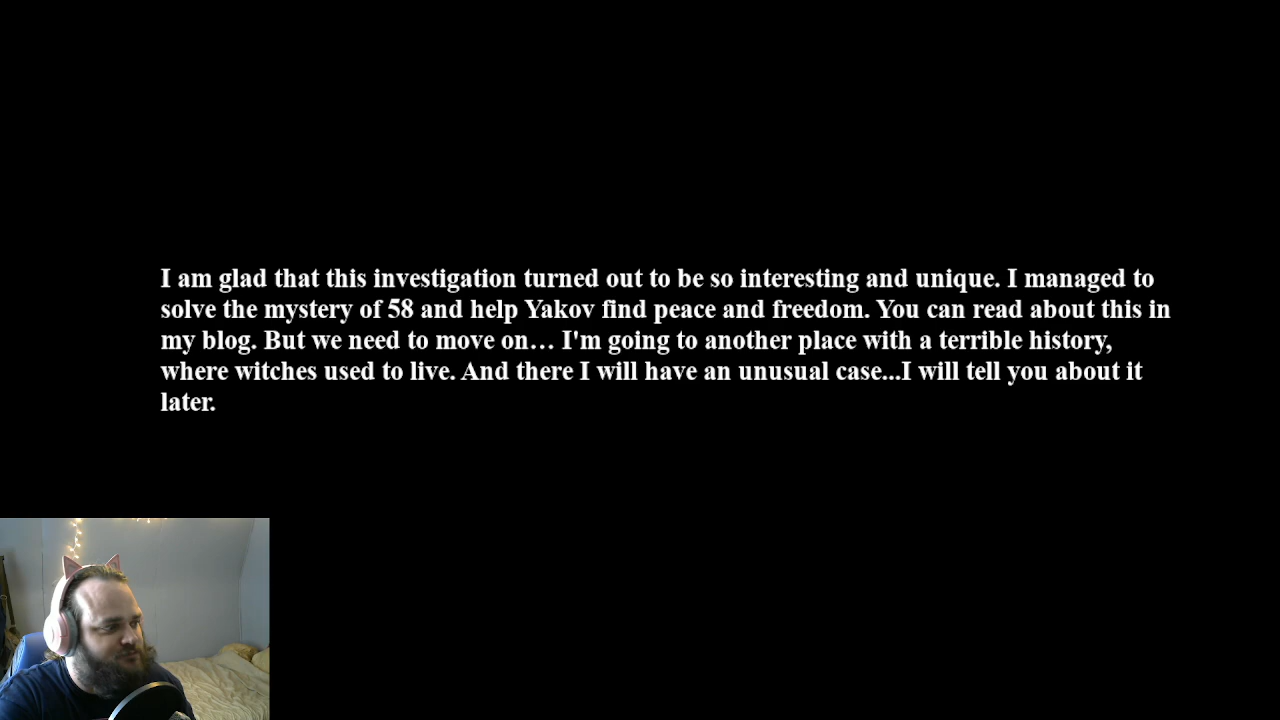 I am glad that this investigation turned out to be so interesting and unique. I managed to
solve the mystery of 58 and help Yakov find peace and freedom. You can read about this in
my blog. But we need to move on… I'm going to another place with a terrible history,
where witches used to live. And there I will have an unusual case...I will tell you about it
later.